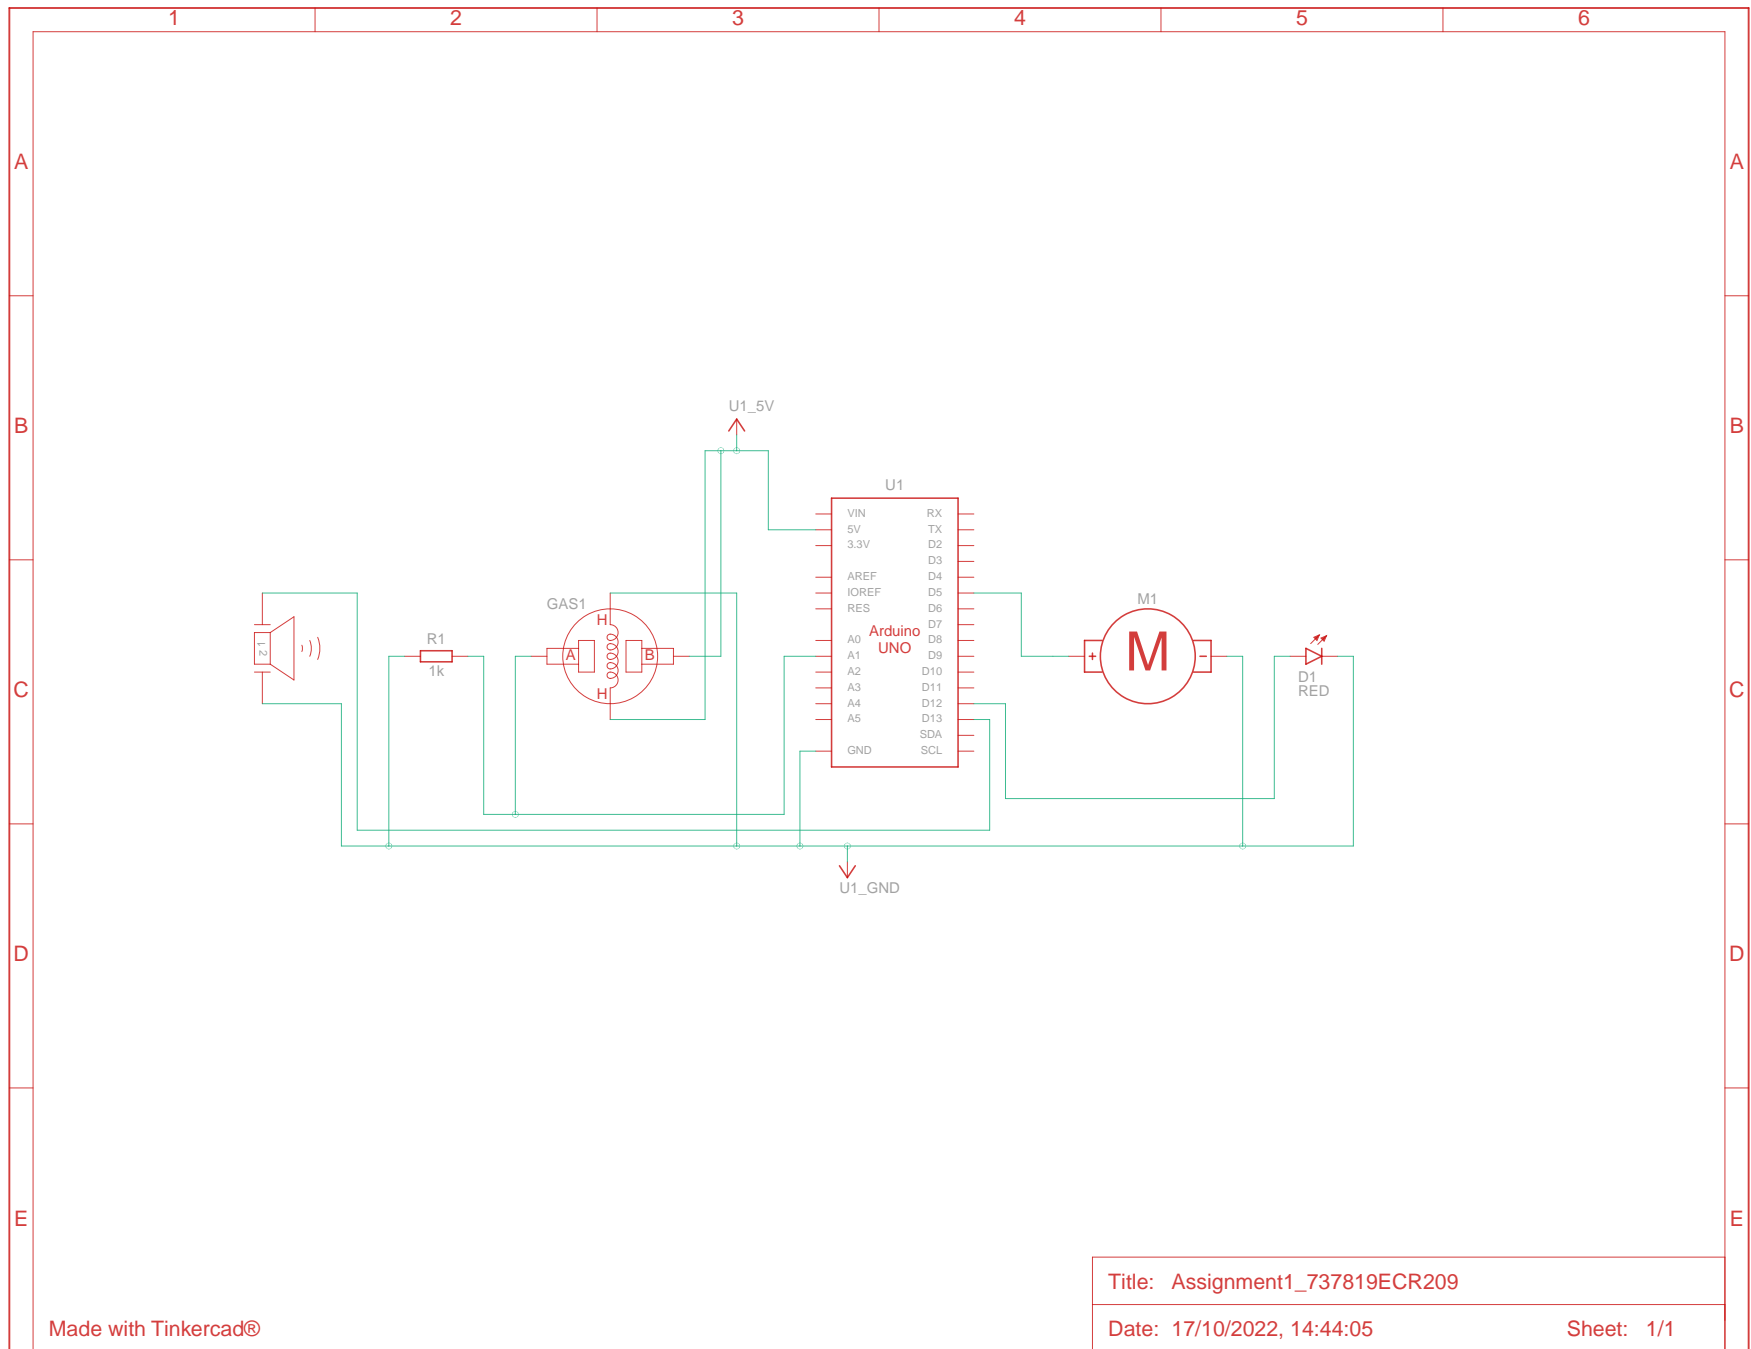 1 2 3 4 5 6
A A
B B
U1_5V
U1
VIN RX
5V TX
3.3V D2
D3
AREF D4
IOREF D5
RES D6
D7
A0 D8
A1 D9
A2 D10
A3 D11
A4 D12
A5 D13
SDA
GND SCL
Arduino
UNO
GAS1
H
A B
H
R1
1k
1 2
M1
+ M -
D1
RED
C C
U1_GND
D D
E E
Title: Assignment1_737819ECR209
Made with Tinkercad®
Date: 17/10/2022, 14:44:05 Sheet: 1/1